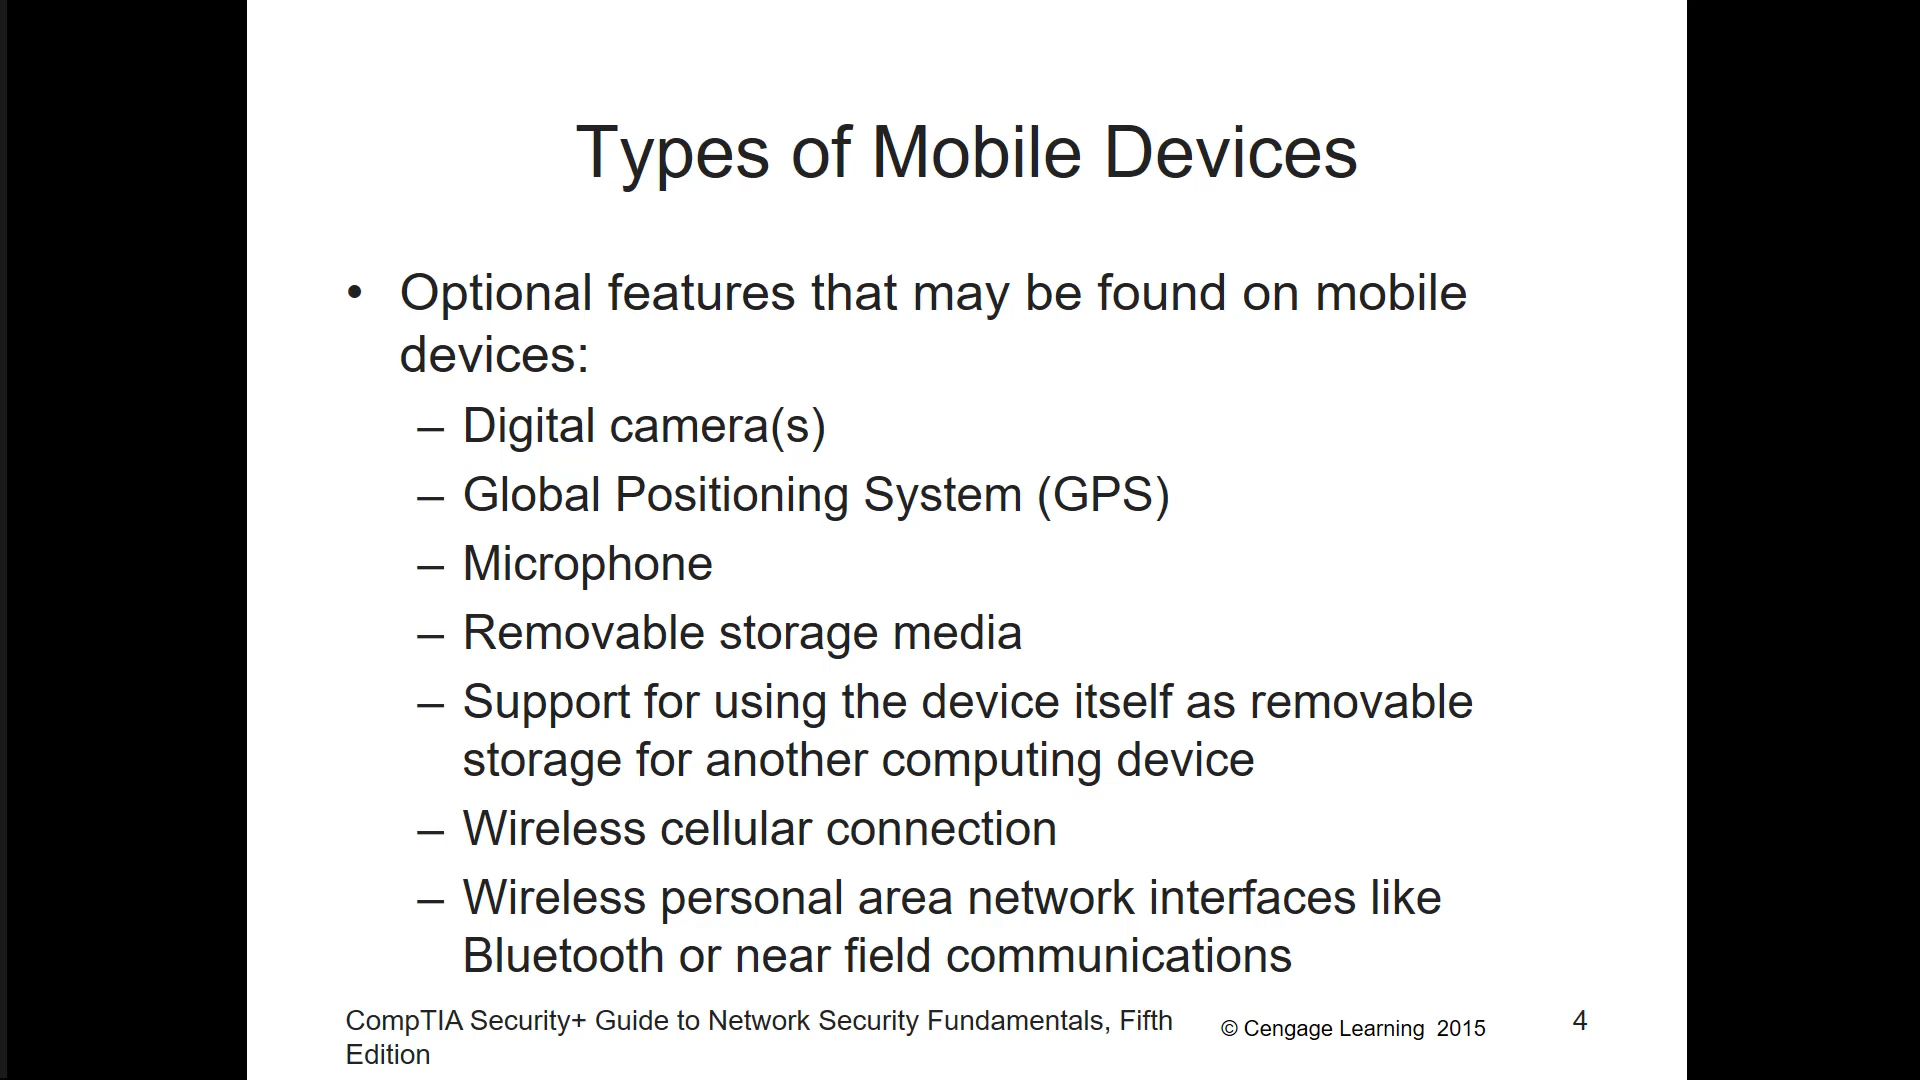 Types of Mobile Devices
• Optional features that may be found on mobile
devices:
– Digital camera(s)
– Global Positioning System (GPS)
– Microphone
– Removable storage media
– Support for using the device itself as removable
storage for another computing device
– Wireless cellular connection
– Wireless personal area network interfaces like
Bluetooth or near field communications
CompTIA Security+ Guide to Network Security Fundamentals, Fifth
Edition
© Cengage Learning 2015
4